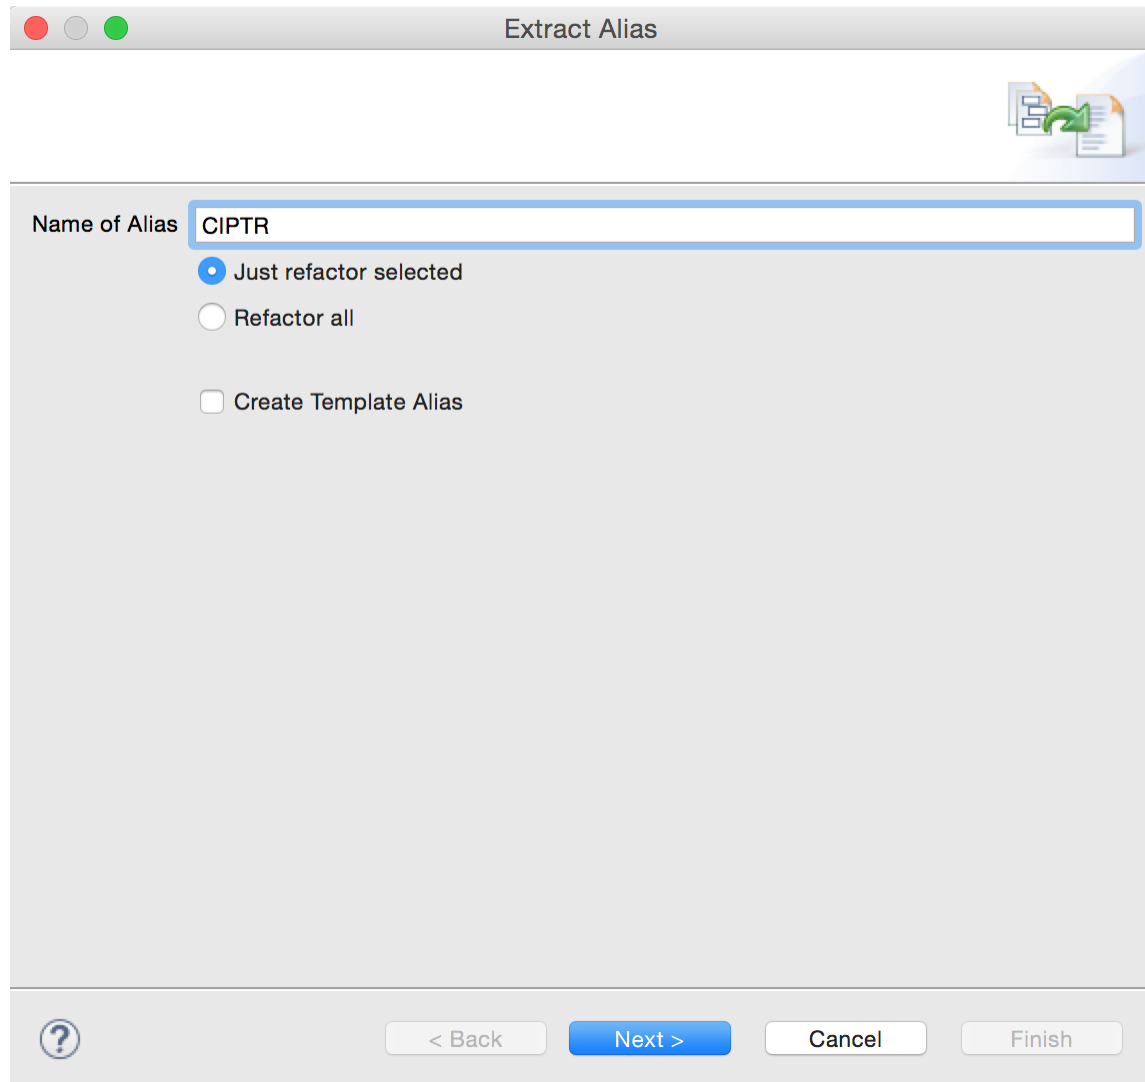 Extract Alias
Name of Alias CIPTR
Just refactor selected
Refactor all
Create Template Alias
? < Back Next > Cancel Finish